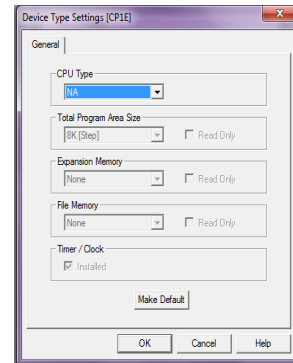 Device Type Settings [CP1E]
General
CPU Type
NA
Total Program Area Size
8K [Step]
Read Only
Expansion Memory
None
Read Only
File Memory
None
Read Only
Timer / Clock
Installed
Make Default
OK Cancel Help